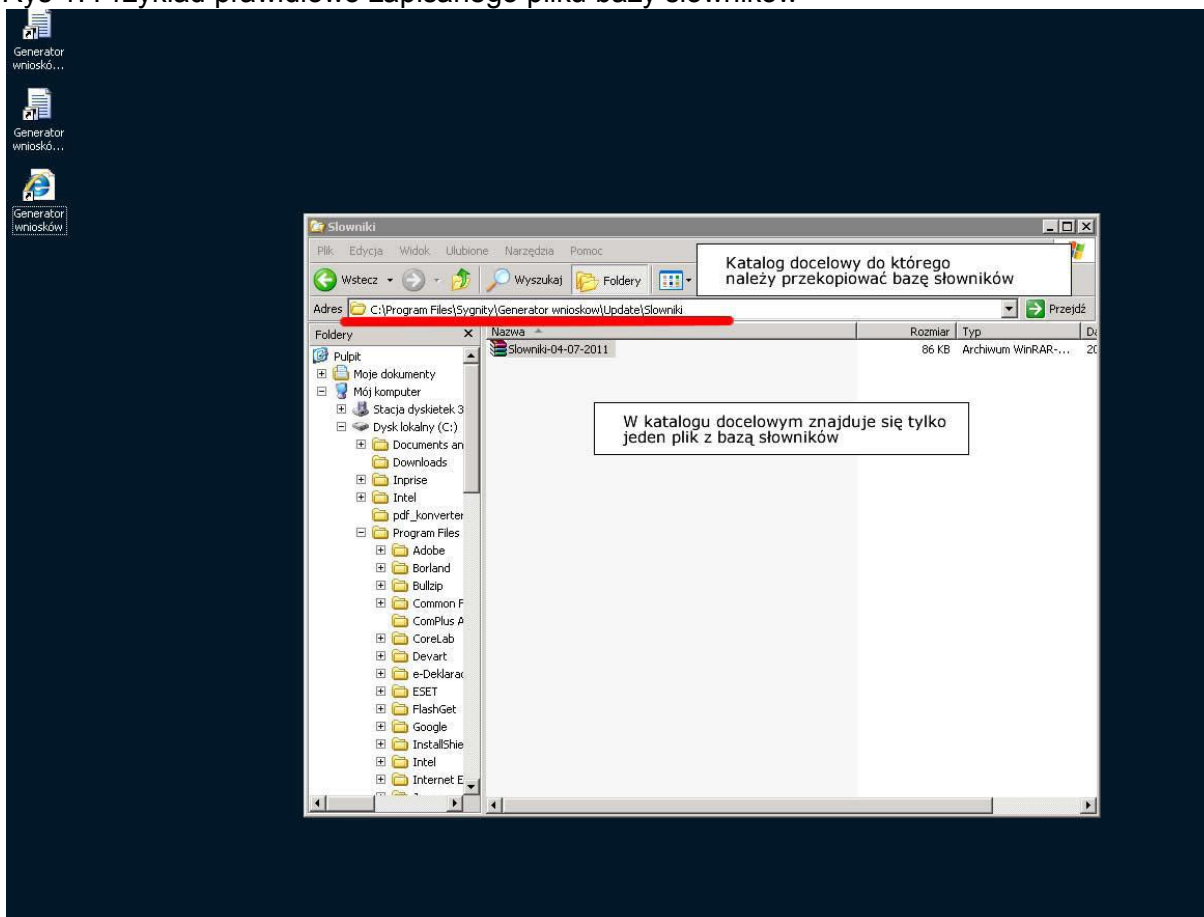 Rys 1. Przykład prawidłowo zapisanego pliku bazy słowników
Generator
wnioskó...
Generator
wnioskó...
Generator
wniosków
Slowniki
Plik Edycja Widok Ulubione Narzędzia Pomoc
Wstecz Wyszukaj Foldery
Katalog docelowy do którego
należy przekopiować bazę słowników
Adres C:\Program Files\Sygnity\Generator wnioskow\Update\Slowniki Przejdź
Foldery Nazwa Rozmiar Typ Da
Pulpit Slowniki-04-07-2011 86 KB Archiwum WinRAR-... 20
Moje dokumenty
Mój komputer
Stacja dyskietek 3
Dysk lokalny (C:)
W katalogu docelowym znajduje się tylko
jeden plik z bazą słowników
Documents an
Downloads
Inprise
Intel
pdf_konverter
Program Files
Adobe
Borland
Bullzip
Common F
ComPlus A
CoreLab
Devart
e-Deklarac
ESET
FlashGet
Google
InstallShie
Intel
Internet E